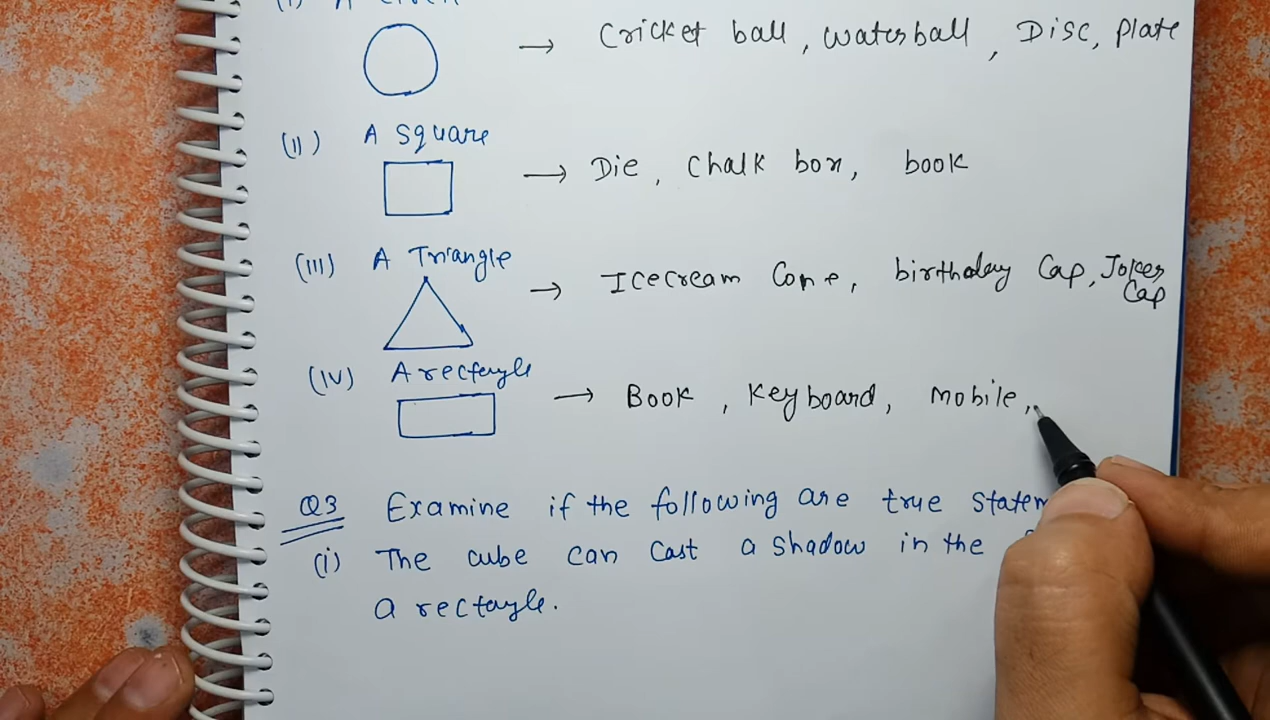 (i) A
→ Cricket ball, waterball, Disc, plate
(II) A Square
→ Die, Chalk box, book
(III) A Triangle
→ Icecream Cone, birthday Cap, Joker
Cap
(IV) A rectangle
→ Book, Keyboard, mobile,
Q3 Examine if the following are true
(i) The cube can cast a shadow in the
a rectangle.